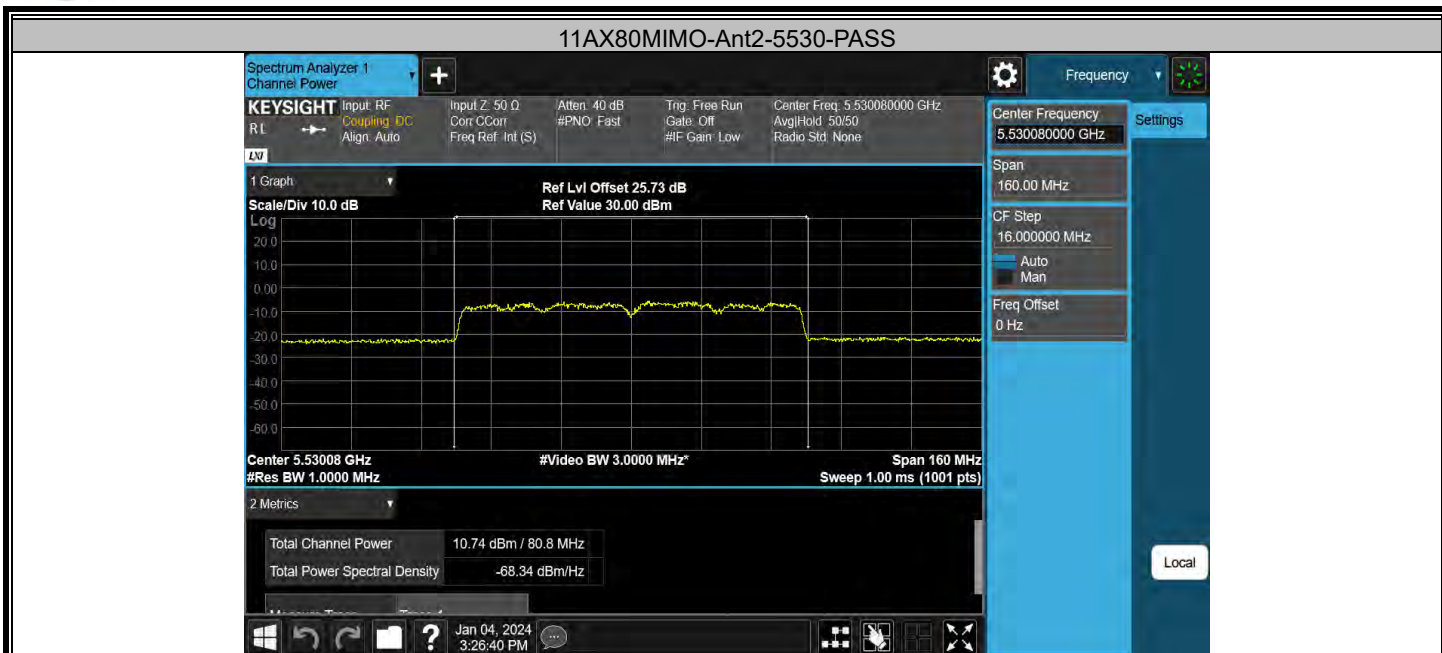 11AX80MIMO-Ant2-5530-PASS
Spectrum Analyzer 1
Channel Power
Frequency
KEYSIGHT
Input: RF
Coupling: DC
Align: Auto
Input Z: 50 Ω
Corr CCorr
Freq Ref: Int (S)
Atten: 40 dB
#PNO: Fast
Trig: Free Run
Gate: Off
#IF Gain: Low
Center Freq: 5.530080000 GHz
Avg|Hold: 50/50
Radio Std: None
R L
LXI
Center Frequency
5.530080000 GHz
Settings
Span
160.00 MHz
CF Step
16.000000 MHz
Auto
Man
Freq Offset
0 Hz
1 Graph
Scale/Div 10.0 dB
Ref Lvl Offset 25.73 dB
Ref Value 30.00 dBm
Log
20.0
10.0
0.00
-10.0
-20.0
-30.0
-40.0
-50.0
-60.0
Center 5.53008 GHz
#Video BW 3.0000 MHz*
Span 160 MHz
#Res BW 1.0000 MHz
Sweep 1.00 ms (1001 pts)
2 Metrics
Total Channel Power 10.74 dBm / 80.8 MHz
Total Power Spectral Density -68.34 dBm/Hz
Local
Jan 04, 2024
3:26:40 PM